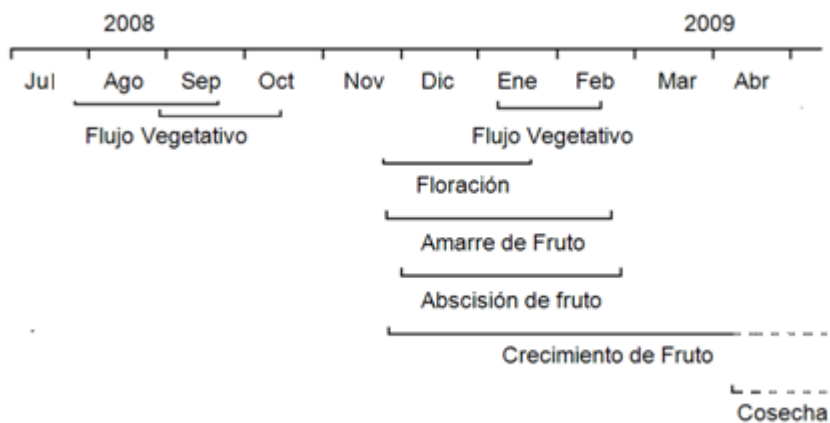 2008 2009
Jul Ago Sep Oct Nov Dic Ene Feb Mar Abr
Flujo Vegetativo Flujo Vegetativo
Floración
Amarre de Fruto
Abscisión de fruto
Crecimiento de Fruto
Cosecha